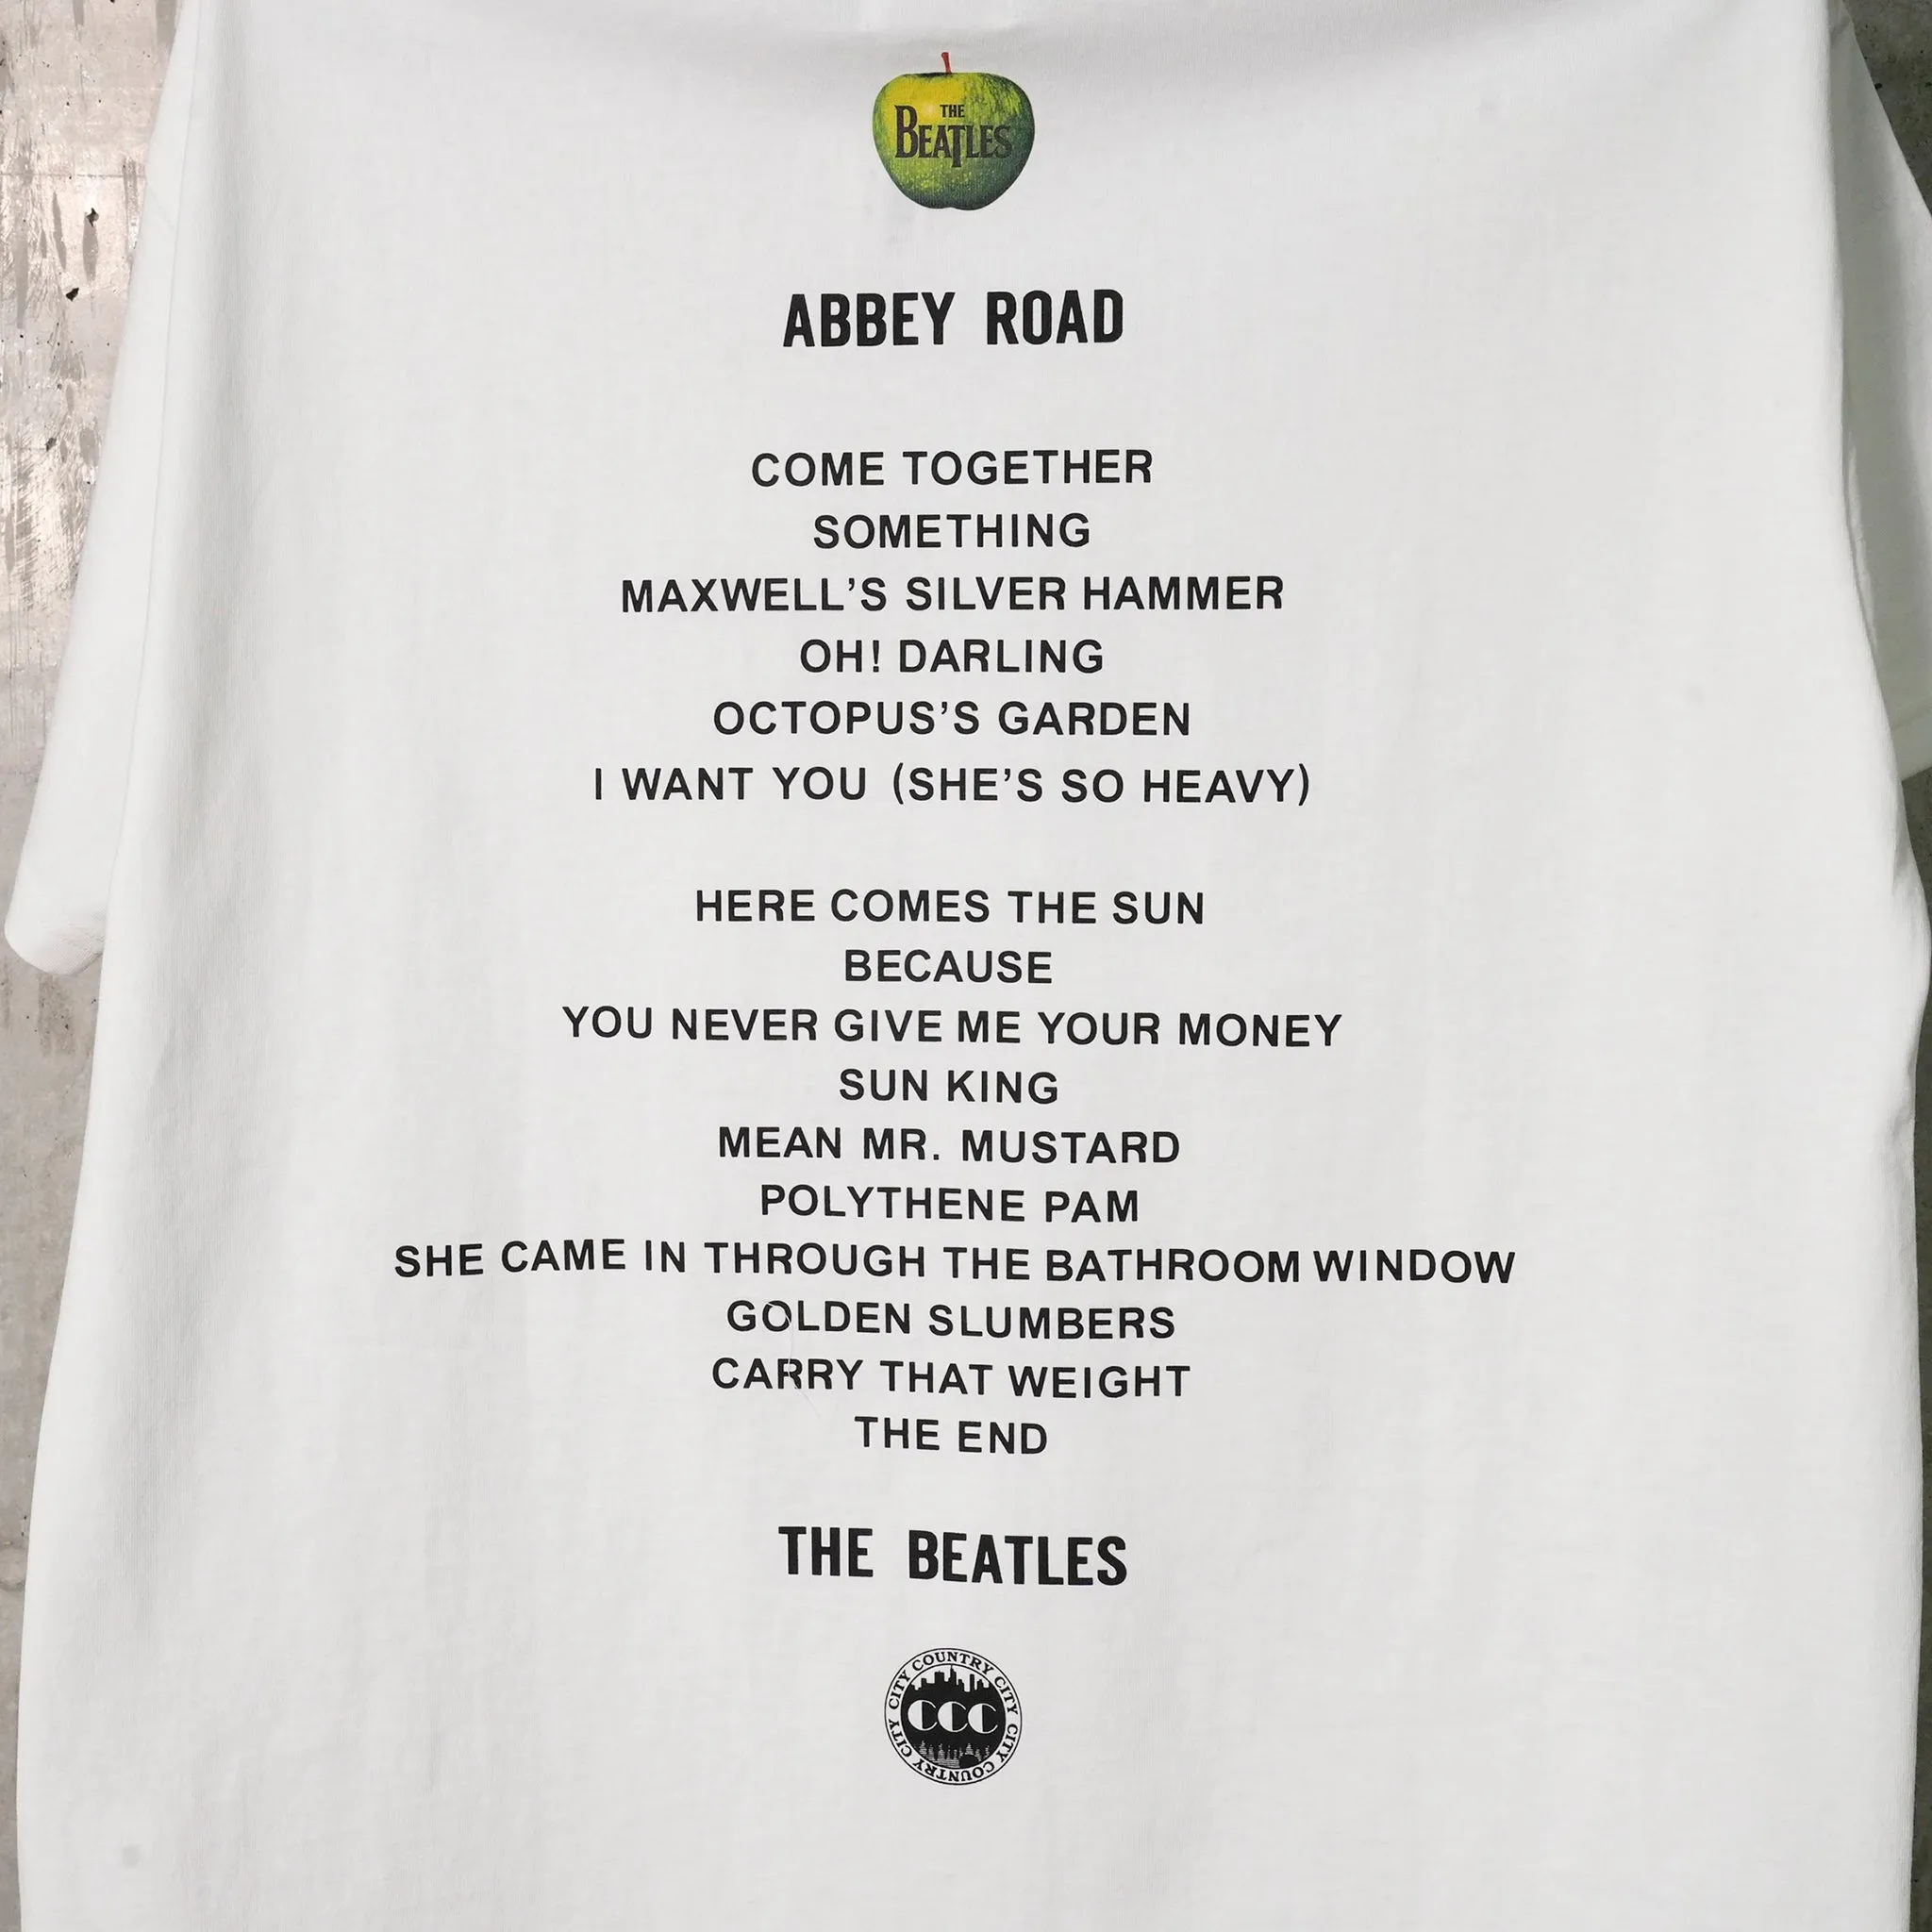 THE
BEATLES
ABBEY ROAD
COME TOGETHER
SOMETHING
MAXWELL’S SILVER HAMMER
OH! DARLING
OCTOPUS’S GARDEN
I WANT YOU (SHE’S SO HEAVY)
HERE COMES THE SUN
BECAUSE
YOU NEVER GIVE ME YOUR MONEY
SUN KING
MEAN MR. MUSTARD
POLYTHENE PAM
SHE CAME IN THROUGH THE BATHROOM WINDOW
GOLDEN SLUMBERS
CARRY THAT WEIGHT
THE END
THE BEATLES
CITY COUNTRY CITY
CCC
CITY COUNTRY CITY